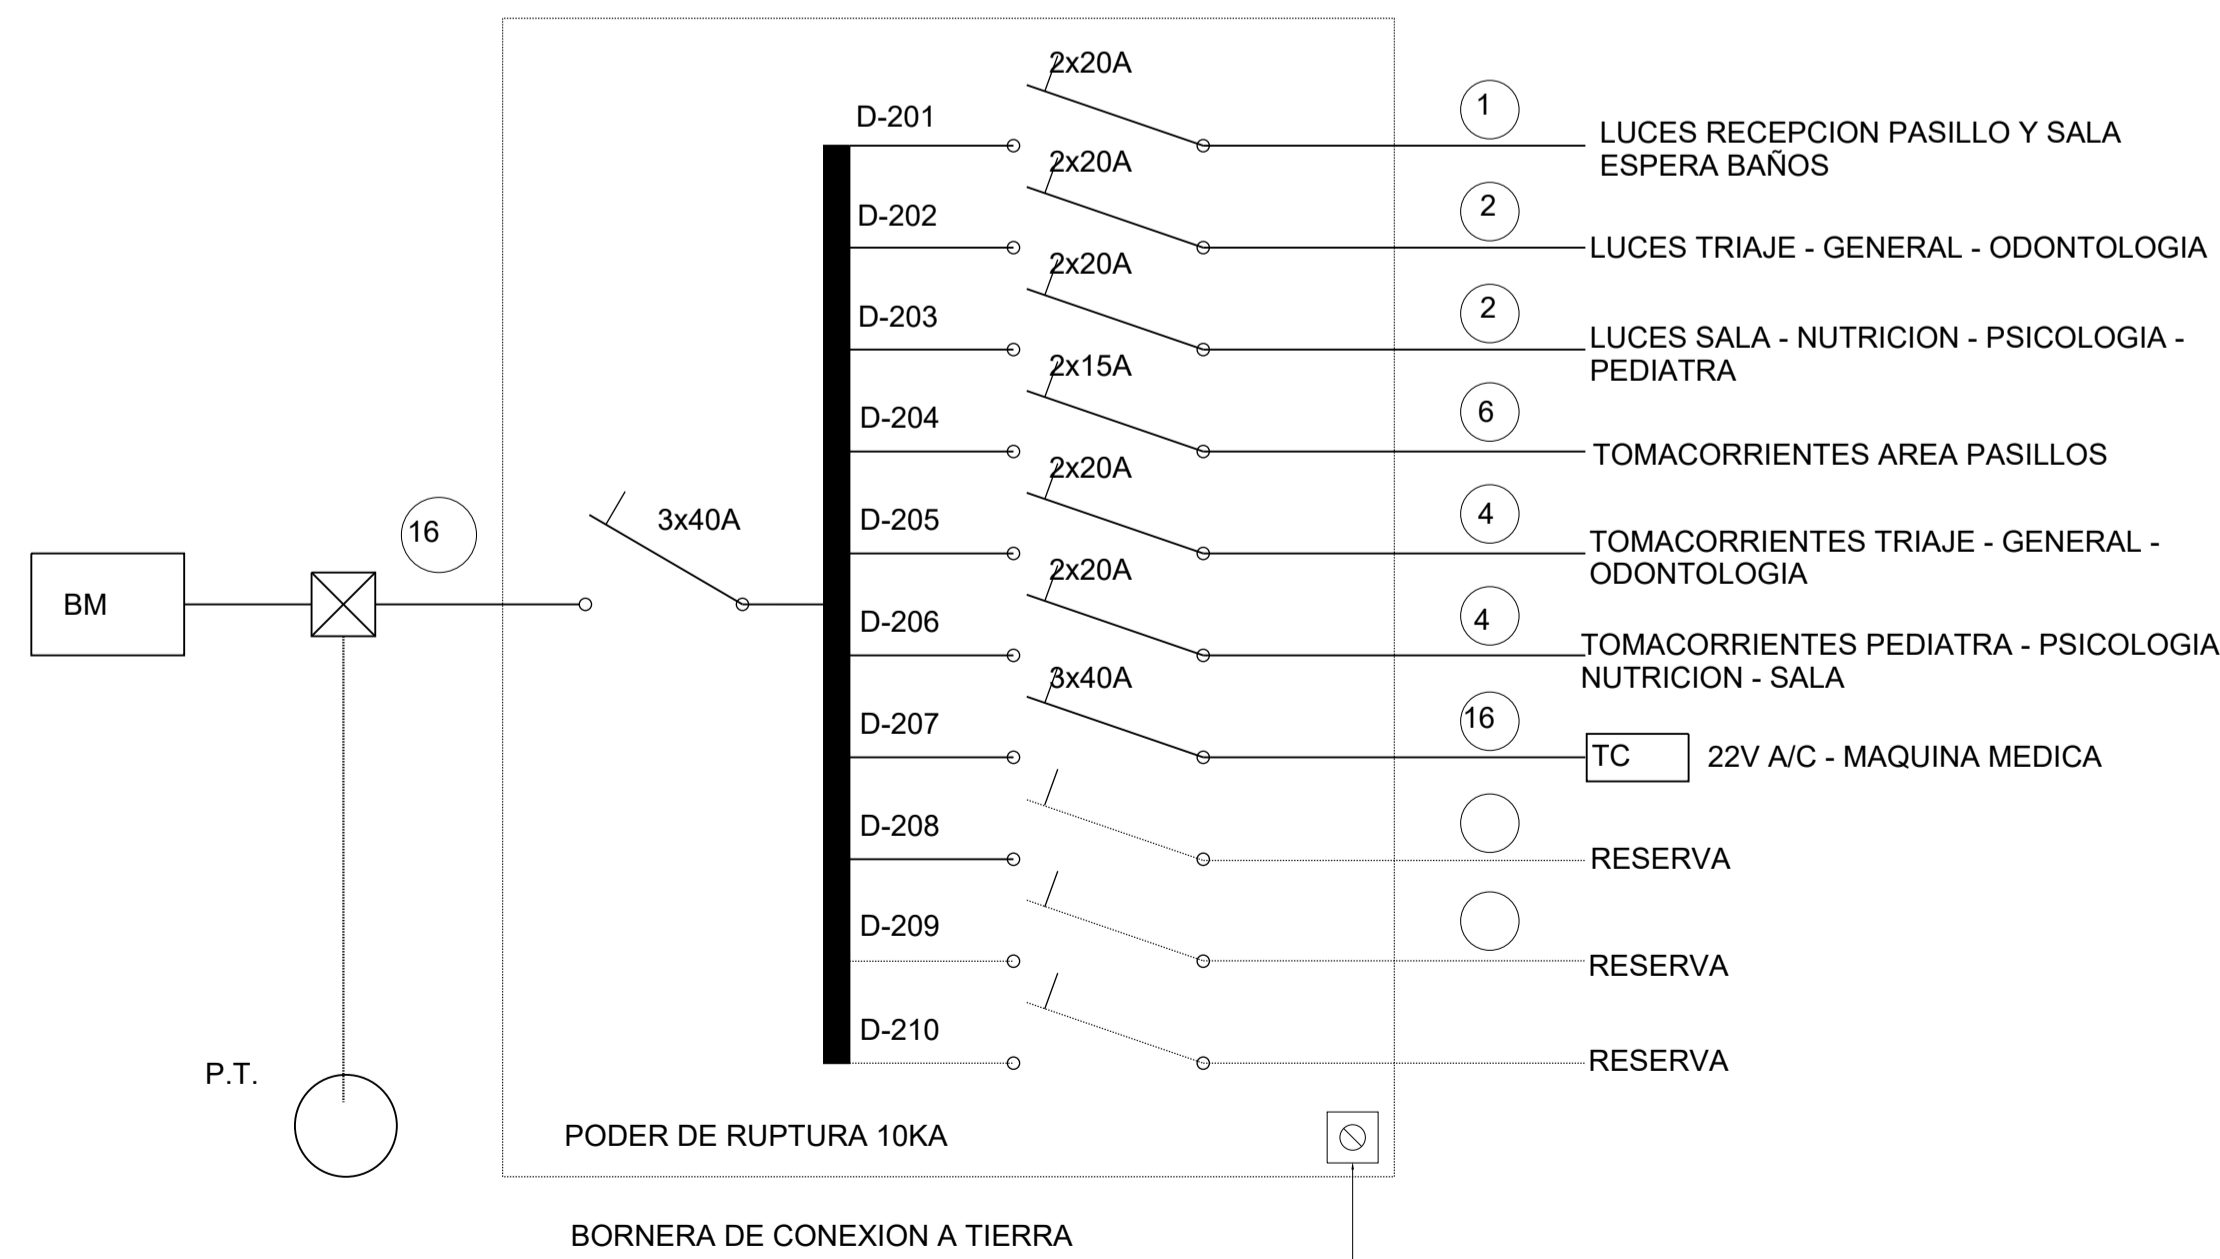 2x20A
D-201
1
LUCES RECEPCION PASILLO Y SALA
ESPERA BAÑOS
2x20A
D-202
2
LUCES TRIAJE - GENERAL - ODONTOLOGIA
2x20A
D-203
2
LUCES SALA - NUTRICION - PSICOLOGIA -
PEDIATRA
2x15A
D-204
6
TOMACORRIENTES AREA PASILLOS
2x20A
D-205
4
TOMACORRIENTES TRIAJE - GENERAL -
ODONTOLOGIA
2x20A
D-206
4
TOMACORRIENTES PEDIATRA - PSICOLOGIA
NUTRICION - SALA
3x40A
D-207
16
TC
22V A/C - MAQUINA MEDICA
D-208
RESERVA
D-209
RESERVA
D-210
RESERVA
BM
16
3x40A
P.T.
PODER DE RUPTURA 10KA
BORNERA DE CONEXION A TIERRA